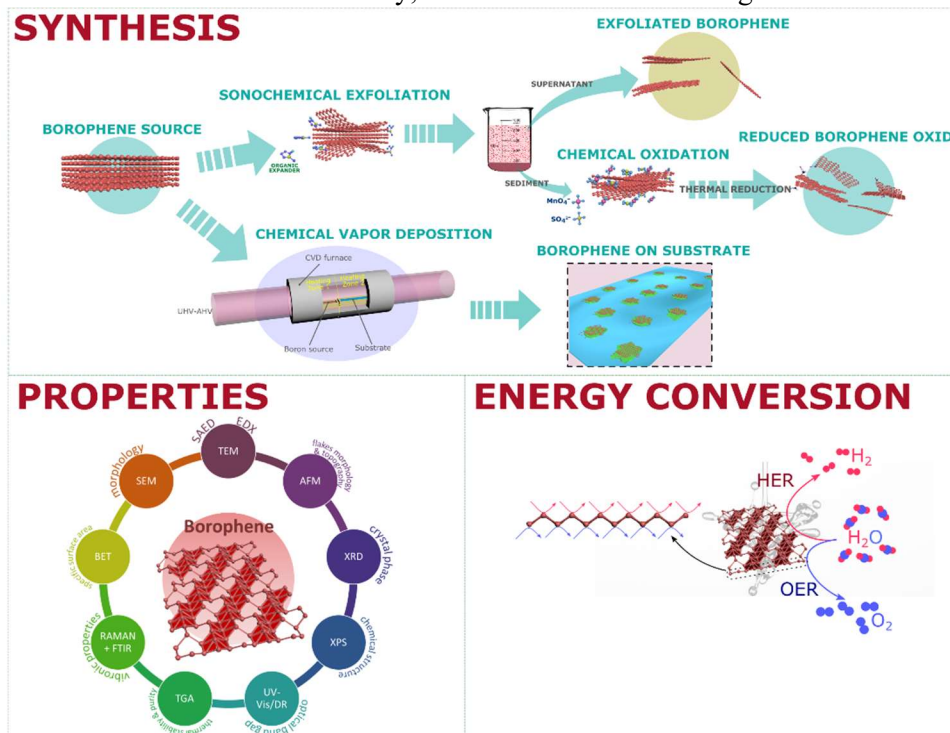 SYNTHESIS
EXFOLIATED BOROPHENE
SUPERNATANT
SONOCHEMICAL EXFOLIATION
BOROPHENE SOURCE
ORGANIC
EXPANDER
REDUCED BOROPHENE OXID
CHEMICAL OXIDATION
SEDIMENT
THERMAL REDUCTION
MnO₄⁻
SO₄²⁻
CHEMICAL VAPOR DEPOSITION
BOROPHENE ON SUBSTRATE
CVD furnace
UHV-AHV
Boron source
Substrate
PROPERTIES
SAED
EDX
TEM
flakes morphology
& topography
AFM
crystal phase
XRD
chemical structure
XPS
optical band gap
UV-
Vis/DR
thermal stability & purity
TGA
vibronic properties
RAMAN
+ FTIR
specific surface area
BET
morphology
SEM
Borophene
ENERGY CONVERSION
HER
H₂
H₂O
OER
O₂